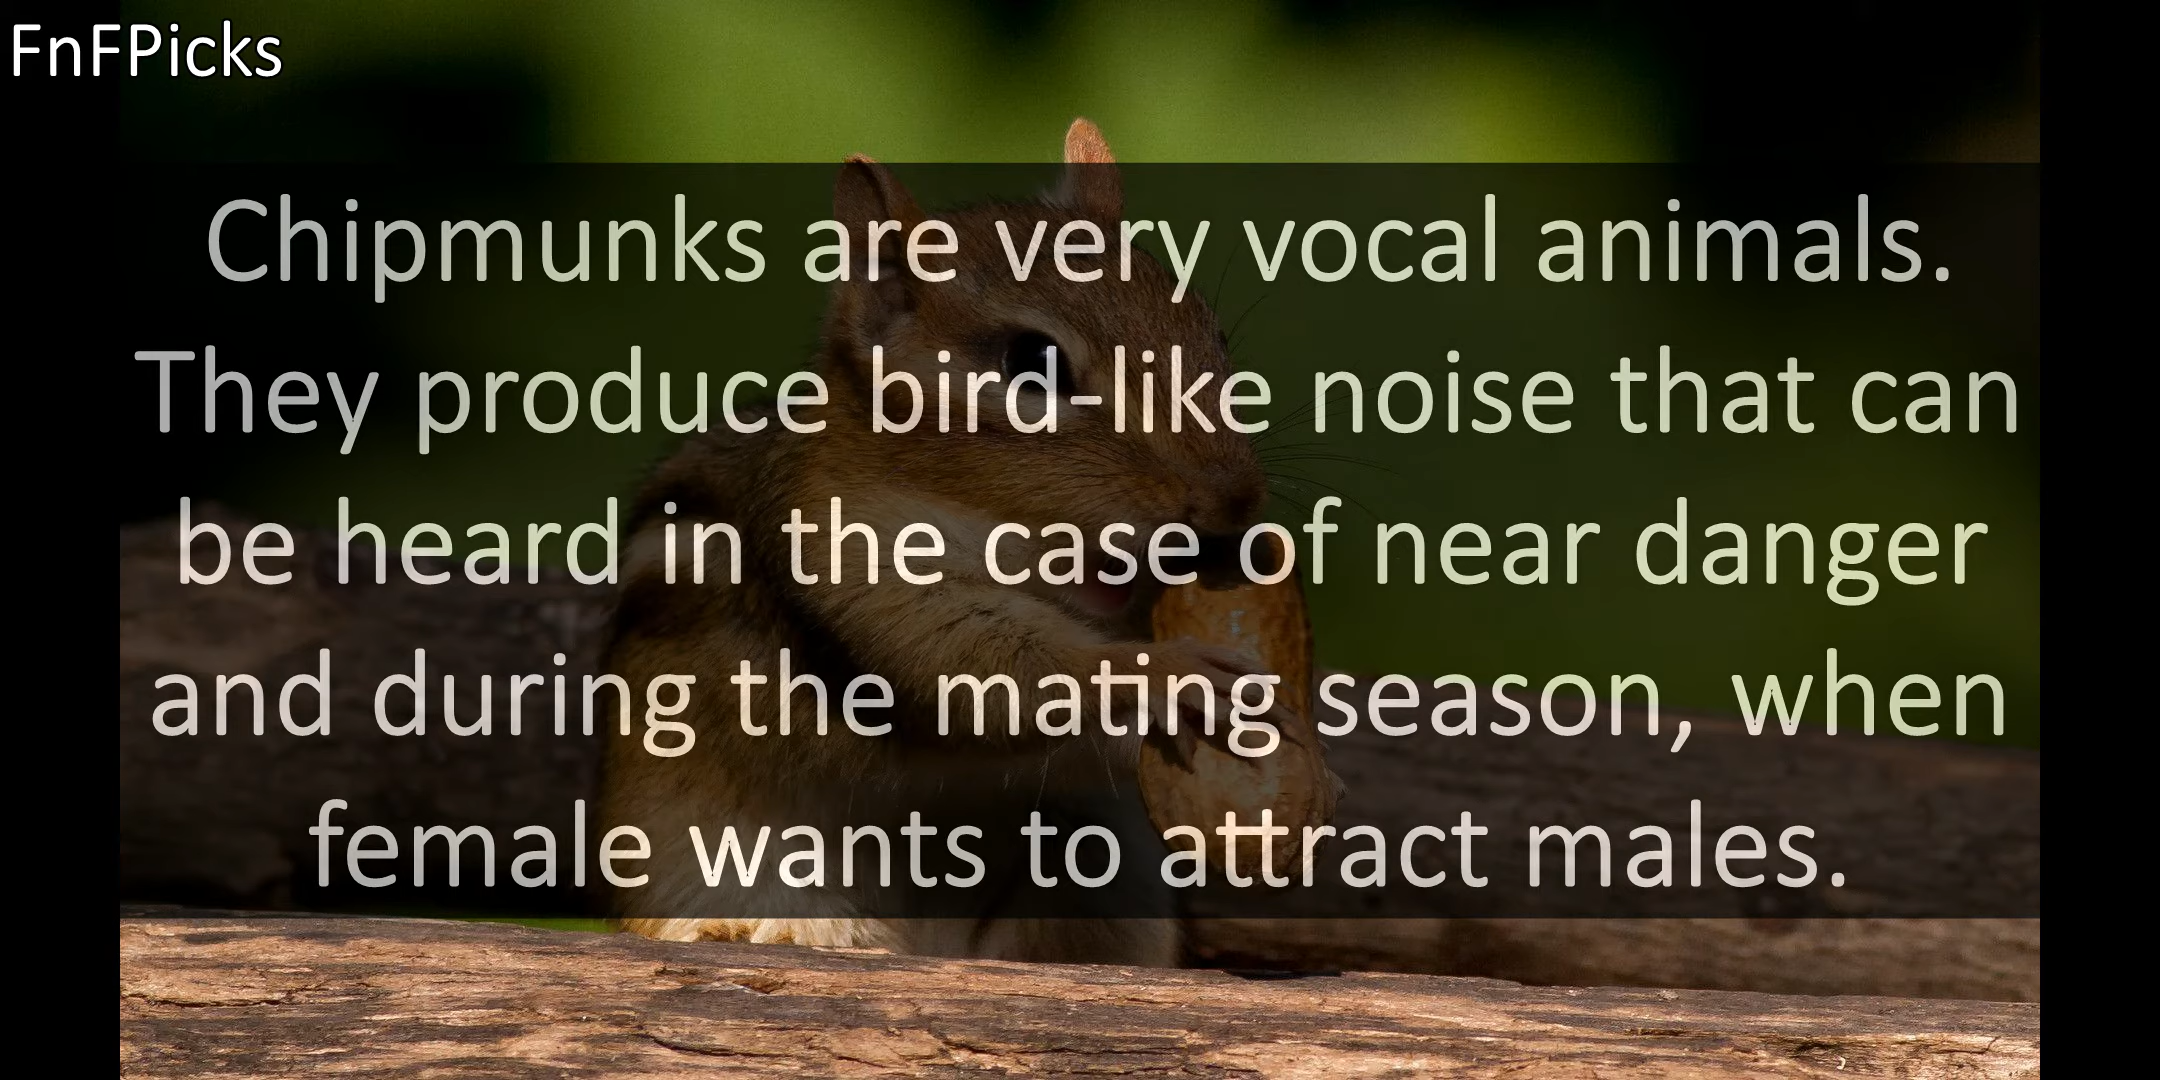 FnFPicks
Chipmunks are very vocal animals.
They produce bird-like noise that can
be heard in the case of near danger
and during the mating season, when
female wants to attract males.